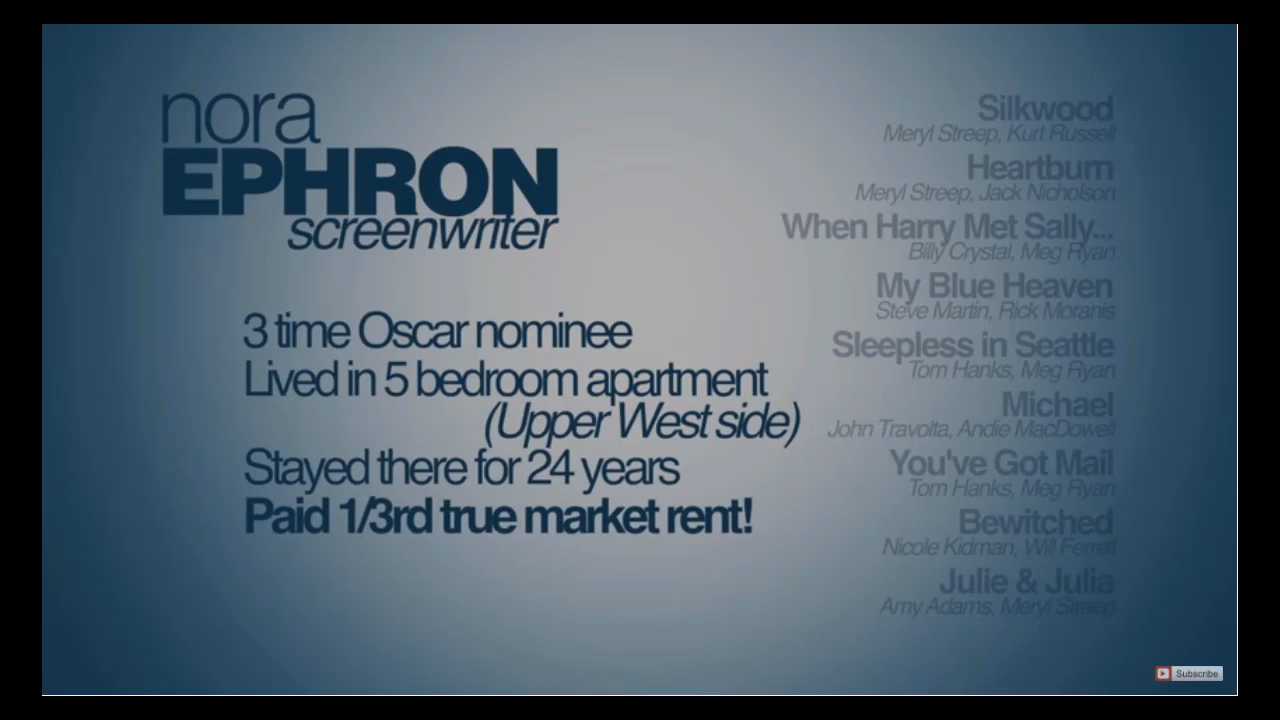 nora
EPHRON
screenwriter
3 time Oscar nominee
Lived in 5 bedroom apartment
(Upper West side)
Stayed there for 24 years
Paid 1/3rd true market rent!
Silkwood
Meryl Streep, Kurt Russell
Heartburn
Meryl Streep, Jack Nicholson
When Harry Met Sally...
Billy Crystal, Meg Ryan
My Blue Heaven
Steve Martin, Rick Moranis
Sleepless in Seattle
Tom Hanks, Meg Ryan
Michael
John Travolta, Andie MacDowell
You've Got Mail
Tom Hanks, Meg Ryan
Bewitched
Nicole Kidman, Will Ferrell
Julie & Julia
Amy Adams, Meryl Streep
Subscribe